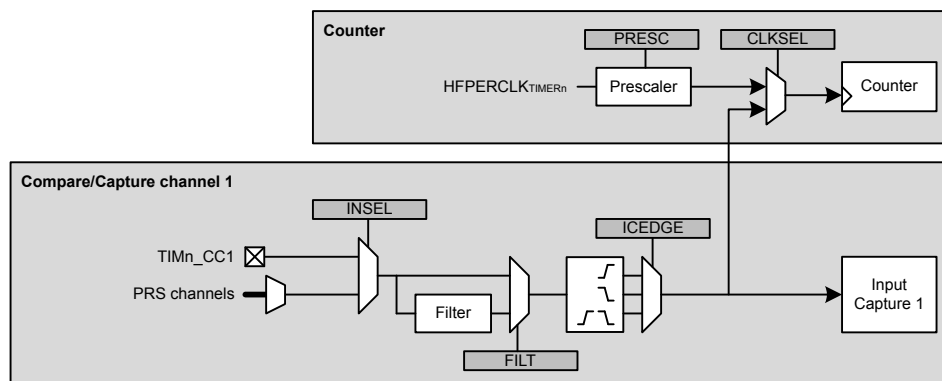 Counter
PRESC
CLKSEL
HFPERCLKTIMERn
Prescaler
Counter
Compare/Capture channel 1
INSEL
ICEDGE
TIMn_CC1
PRS channels
Filter
Input
Capture 1
FILT